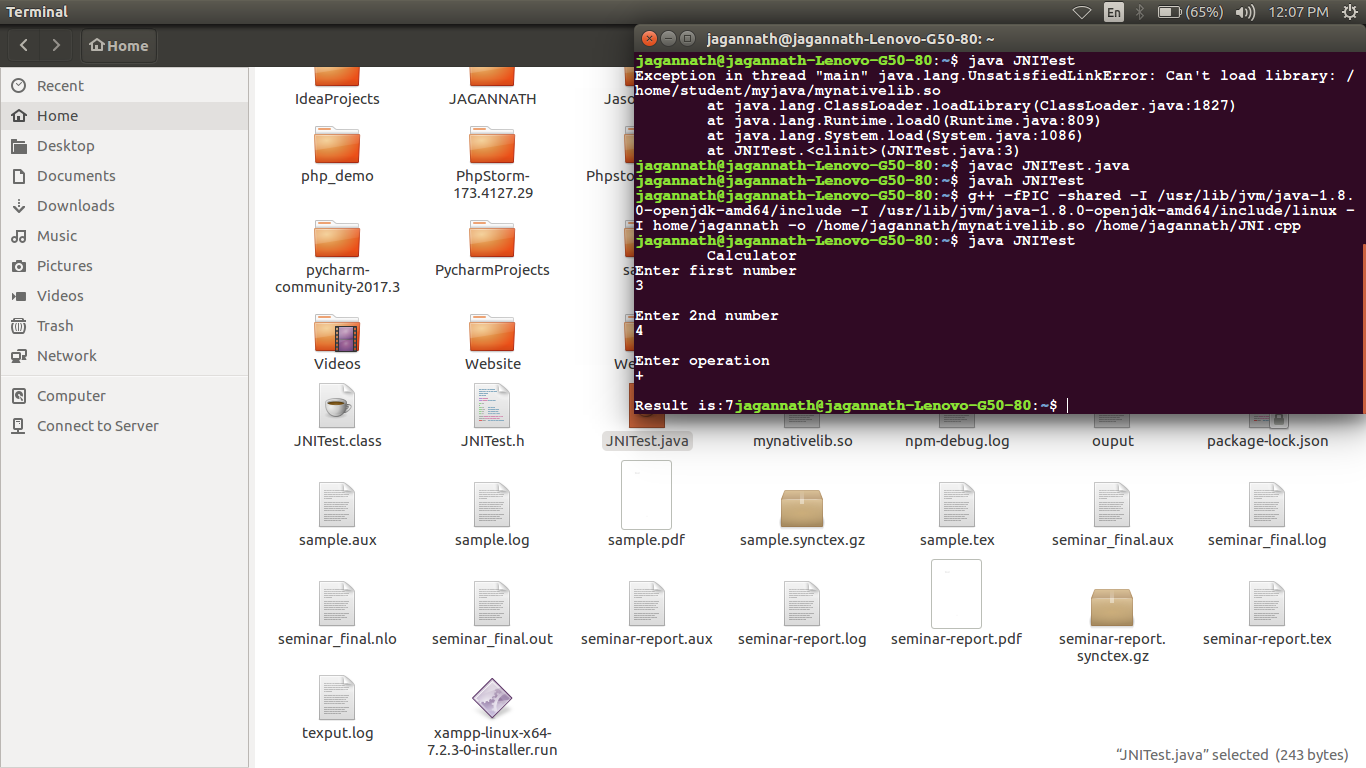 Terminal
En
(65%)
12:07 PM
Home
jagannath@jagannath-Lenovo-G50-80: ~
jagannath@jagannath-Lenovo-G50-80:~$ java JNITest
Exception in thread "main" java.lang.UnsatisfiedLinkError: Can't load library: /
home/student/myjava/mynativelib.so
at java.lang.ClassLoader.loadLibrary(ClassLoader.java:1827)
at java.lang.Runtime.load0(Runtime.java:809)
at java.lang.System.load(System.java:1086)
at JNITest.<clinit>(JNITest.java:3)
jagannath@jagannath-Lenovo-G50-80:~$ javac JNITest.java
jagannath@jagannath-Lenovo-G50-80:~$ javah JNITest
jagannath@jagannath-Lenovo-G50-80:~$ g++ -fPIC -shared -I /usr/lib/jvm/java-1.8.
0-openjdk-amd64/include -I /usr/lib/jvm/java-1.8.0-openjdk-amd64/include/linux -
I home/jagannath -o /home/jagannath/mynativelib.so /home/jagannath/JNI.cpp
jagannath@jagannath-Lenovo-G50-80:~$ java JNITest
Calculator
Enter first number
3
Enter 2nd number
4
Enter operation
+
Result is:7jagannath@jagannath-Lenovo-G50-80:~$
Recent
Home
Desktop
Documents
Downloads
Music
Pictures
Videos
Trash
Network
Computer
Connect to Server
IdeaProjects
JAGANNATH
Jaso
php_demo
PhpStorm-
173.4127.29
Phpsto
pycharm-
community-2017.3
PycharmProjects
sa
Videos
Website
We
JNITest.class
JNITest.h
JNITest.java
mynativelib.so
npm-debug.log
ouput
package-lock.json
sample.aux
sample.log
sample.pdf
sample.synctex.gz
sample.tex
seminar_final.aux
seminar_final.log
seminar_final.nlo
seminar_final.out
seminar-report.aux
seminar-report.log
seminar-report.pdf
seminar-report.
synctex.gz
seminar-report.tex
texput.log
xampp-linux-x64-
7.2.3-0-installer.run
“JNITest.java” selected (243 bytes)